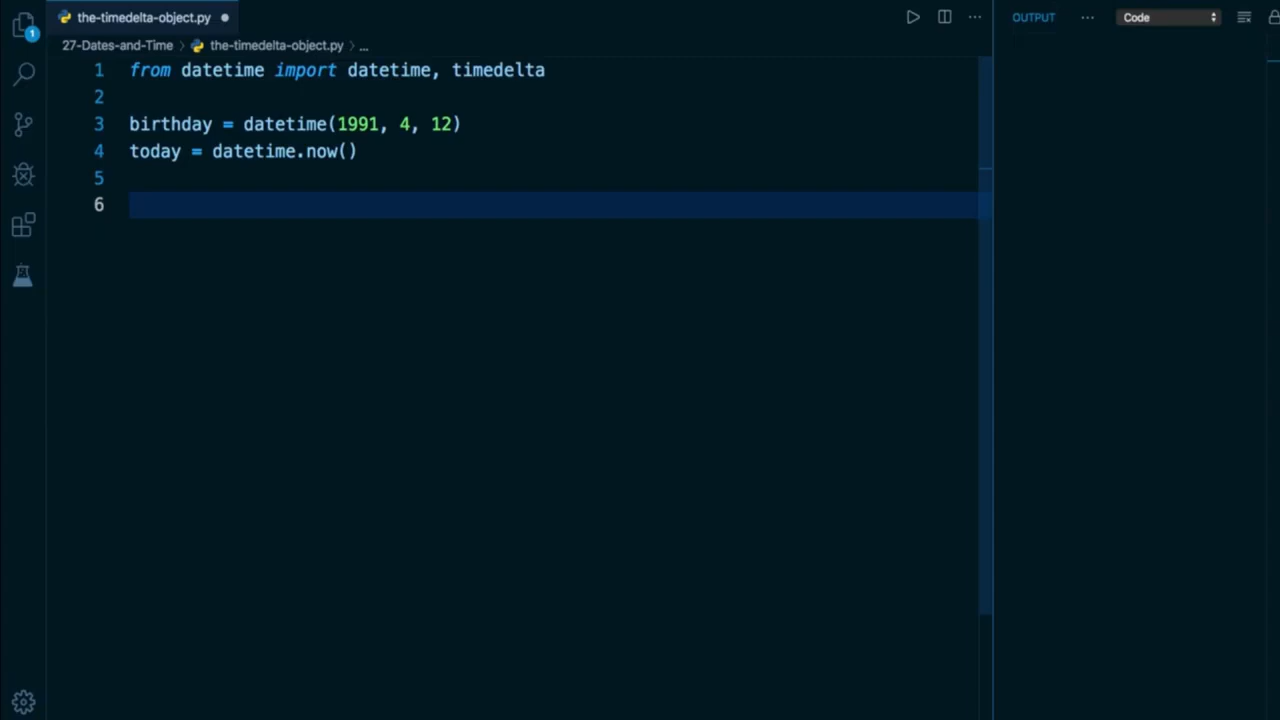 the-timedelta-object.py
OUTPUT ... Code
1
27-Dates-and-Time > the-timedelta-object.py > ...
1 from datetime import datetime, timedelta
2
3 birthday = datetime(1991, 4, 12)
4 today = datetime.now()
5
6